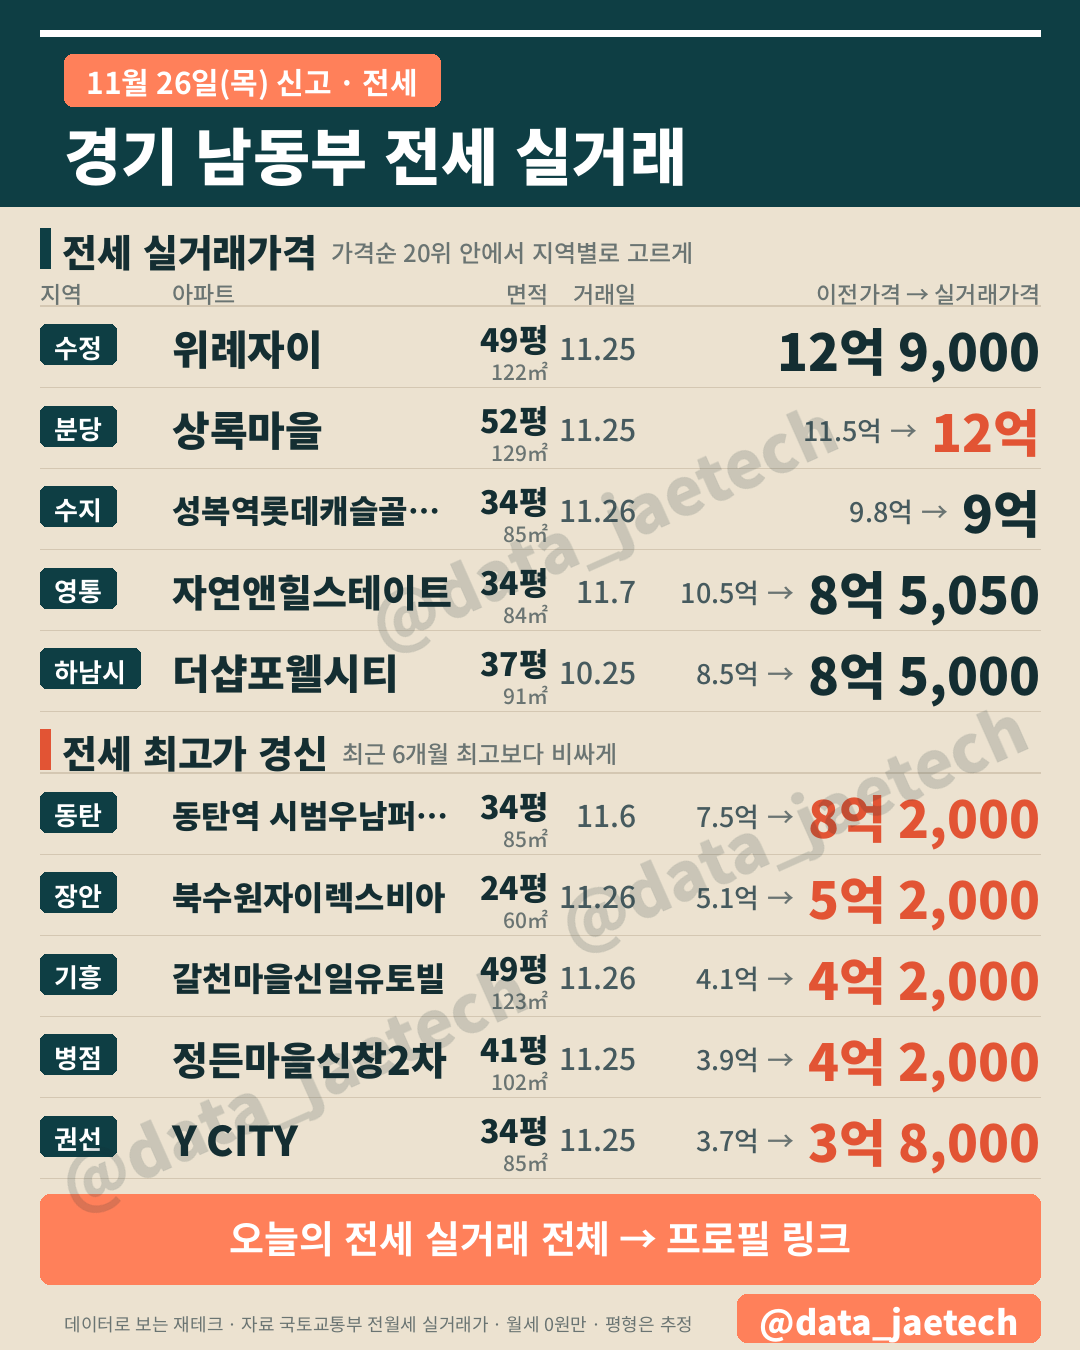 11월 26일(목) 신고 · 전세
경기 남동부 전세 실거래
전세 실거래가격 가격순 20위 안에서 지역별로 고르게
지역 아파트 면적 거래일 이전가격 → 실거래가격
수정 위례자이 49평 122㎡ 11.25 12억 9,000
분당 상록마을 52평 129㎡ 11.25 11.5억 → 12억
수지 성복역롯데캐슬골… 34평 85㎡ 11.26 9.8억 → 9억
영통 자연앤힐스테이트 34평 84㎡ 11.7 10.5억 → 8억 5,050
하남시 더샵포웰시티 37평 91㎡ 10.25 8.5억 → 8억 5,000
전세 최고가 경신 최근 6개월 최고보다 비싸게
동탄 동탄역 시범우남퍼… 34평 85㎡ 11.6 7.5억 → 8억 2,000
장안 북수원자이렉스비아 24평 60㎡ 11.26 5.1억 → 5억 2,000
기흥 갈천마을신일유토빌 49평 123㎡ 11.26 4.1억 → 4억 2,000
병점 정든마을신창2차 41평 102㎡ 11.25 3.9억 → 4억 2,000
권선 Y CITY 34평 85㎡ 11.25 3.7억 → 3억 8,000
오늘의 전세 실거래 전체 → 프로필 링크
데이터로 보는 재테크 · 자료 국토교통부 전월세 실거래가 · 월세 0원만 · 평형은 추정
@data_jaetech
@data_jaetech
@data_jaetech
@data_jaetech